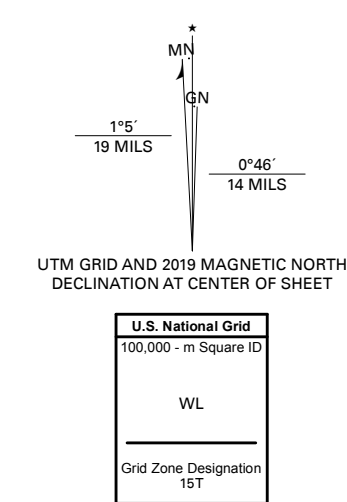 ★
MN
GN
1°5´
19 MILS
0°46´
14 MILS
UTM GRID AND 2019 MAGNETIC NORTH
DECLINATION AT CENTER OF SHEET
U.S. National Grid
100,000 - m Square ID
WL
Grid Zone Designation
15T